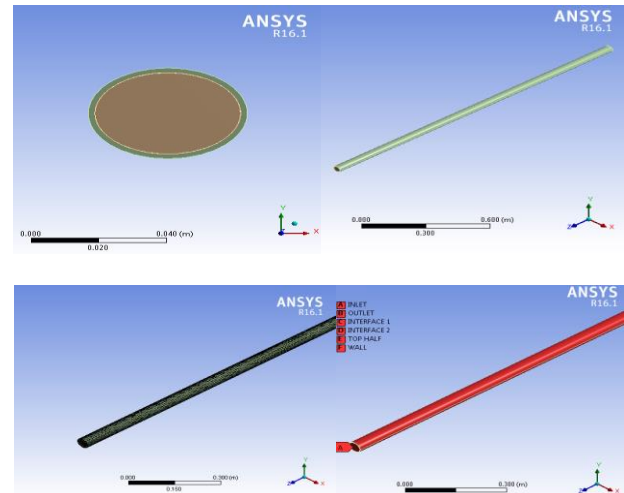 ANSYS
R16.1
Y
X
0.000
0.040 (m)
0.020
ANSYS
R16.1
Y
Z
X
0.000
0.600 (m)
0.300
ANSYS
R16.1
Y
Z
X
0.000
0.300 (m)
0.150
ANSYS
R16.1
A INLET
B OUTLET
C INTERFACE 1
D INTERFACE 2
E TOP HALF
F WALL
A
Y
Z
X
0.000
0.300 (m)